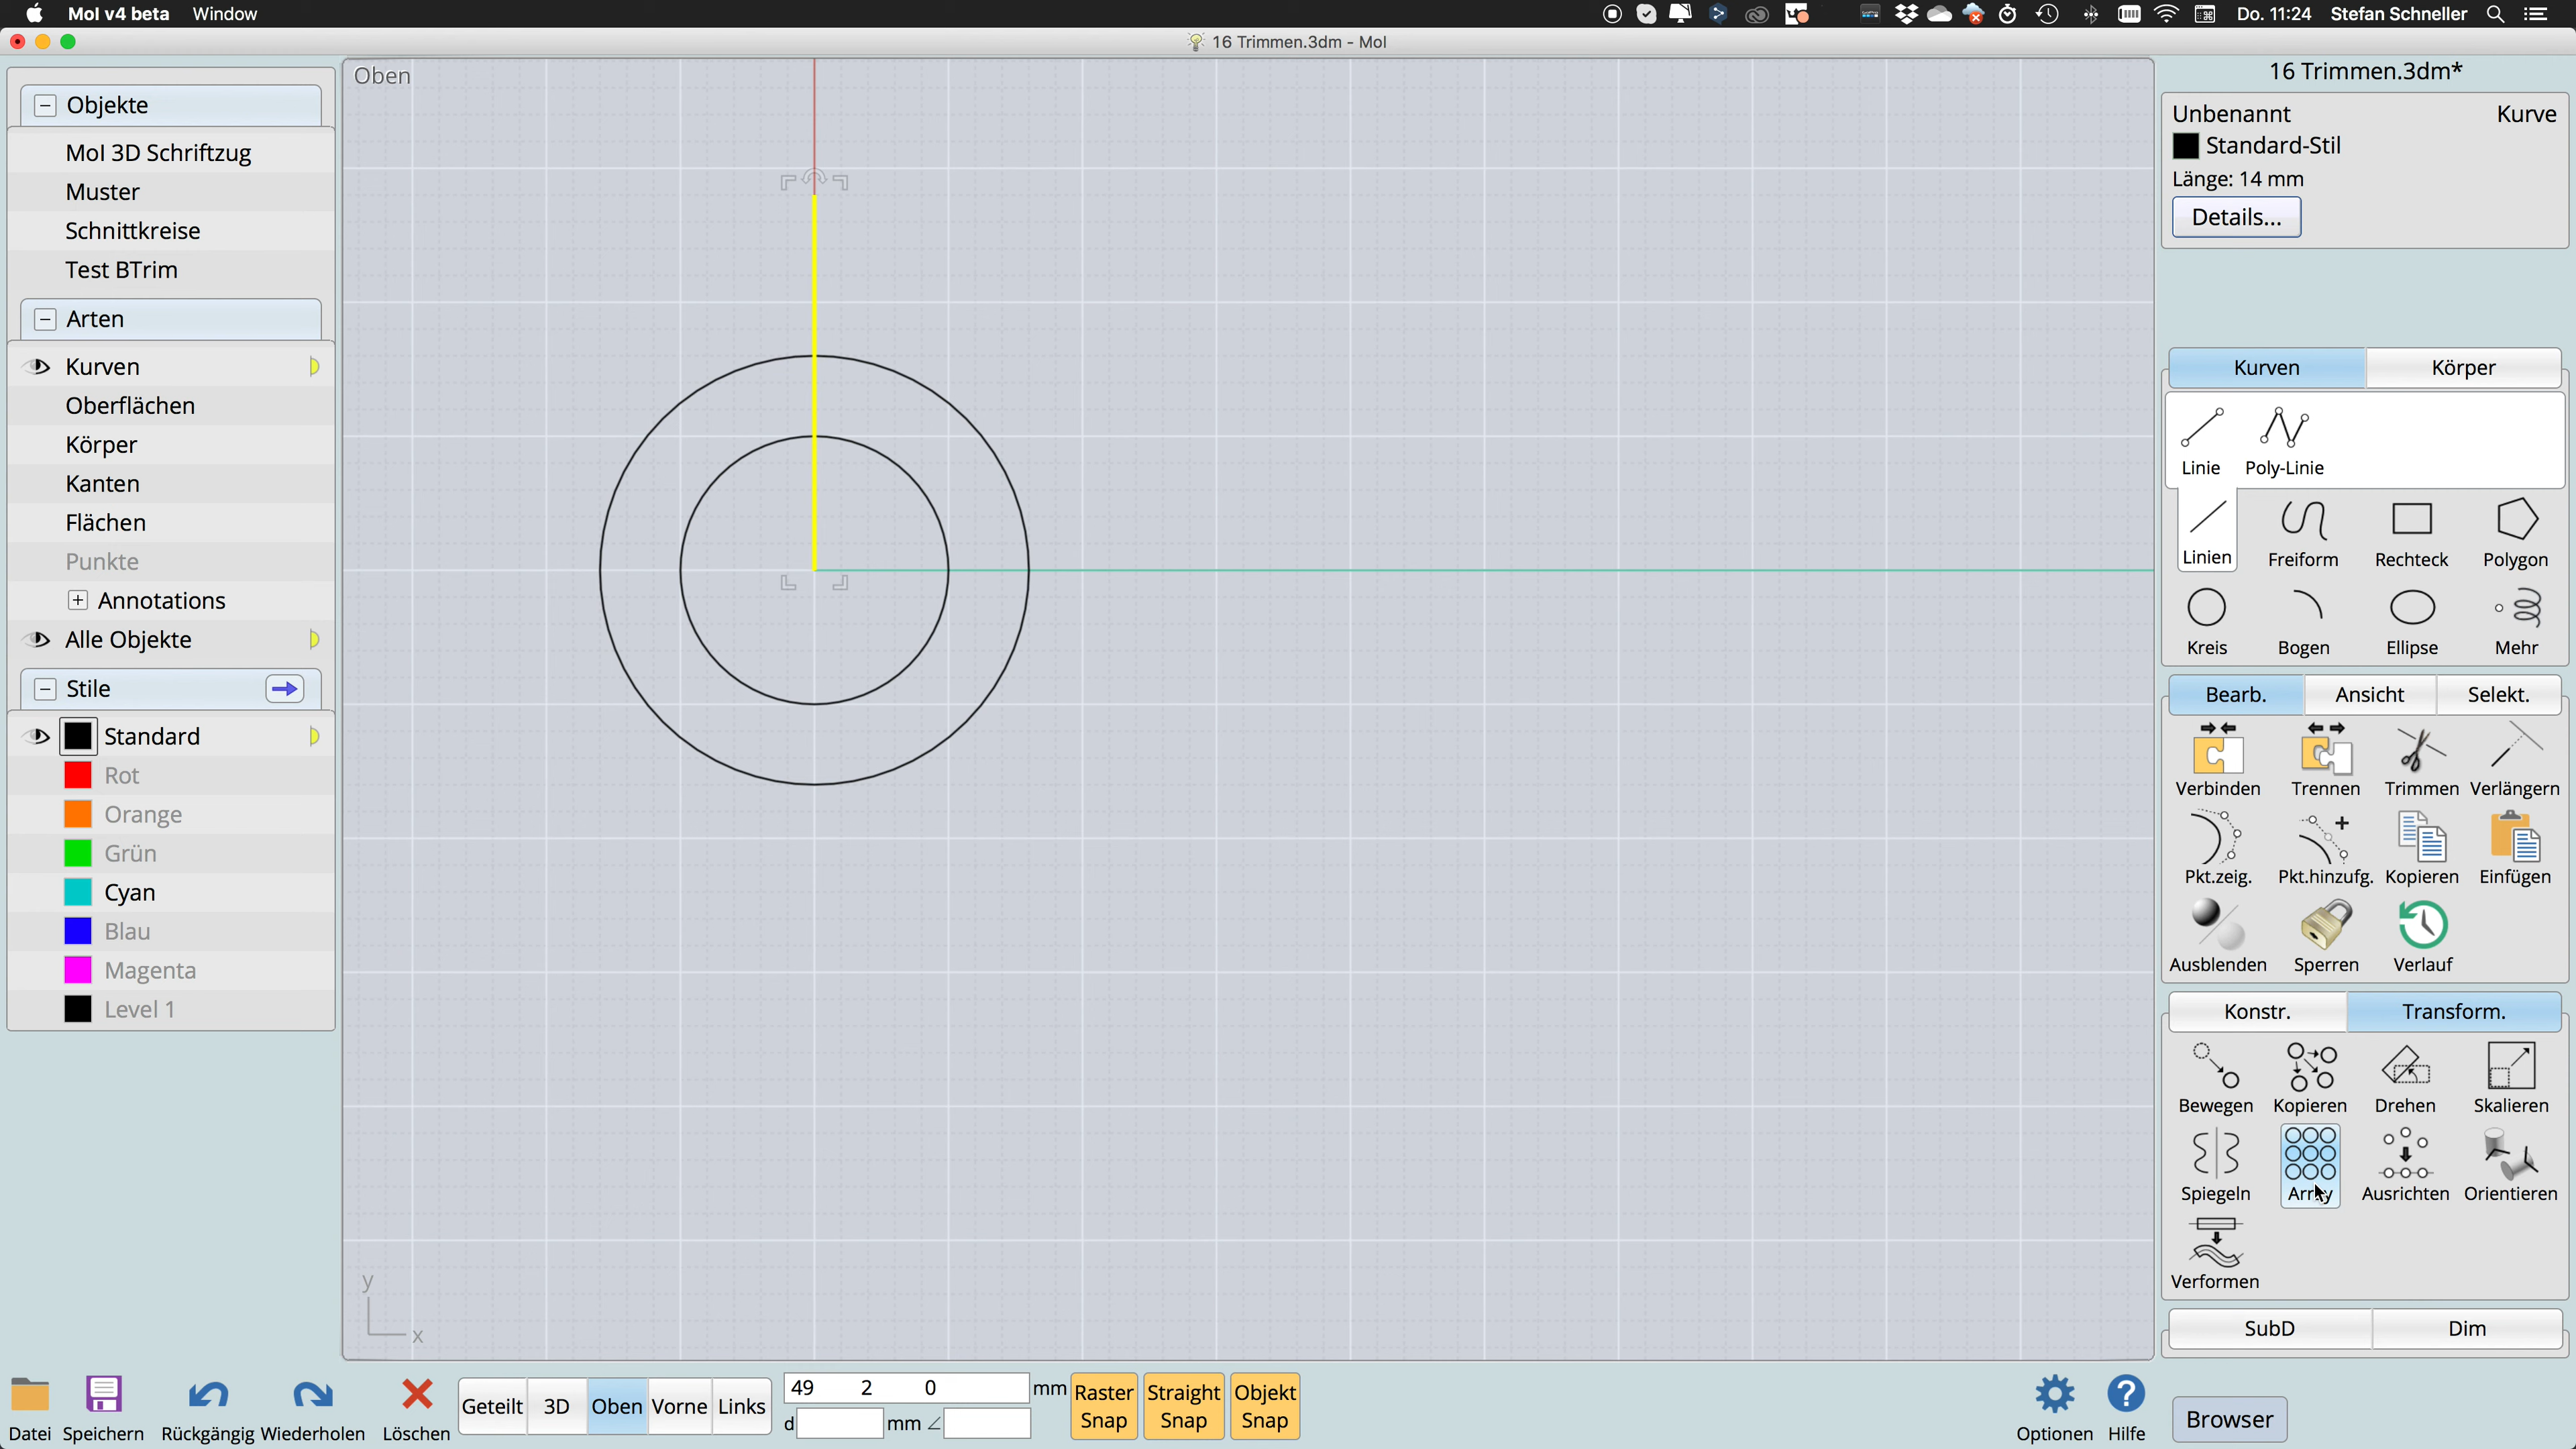 MoI v4 beta Window Do. 11:24 Stefan Schneller
16 Trimmen.3dm - MoI
Oben
16 Trimmen.3dm*
Objekte
MoI 3D Schriftzug
Muster
Schnittkreise
Test BTrim
Arten
Kurven
Oberflächen
Körper
Kanten
Flächen
Punkte
Annotations
Alle Objekte
Stile
Standard
Rot
Orange
Grün
Cyan
Blau
Magenta
Level 1
y
x
Unbenannt Kurve
Standard-Stil
Länge: 14 mm
Details...
Kurven Körper
Linie Poly-Linie
Linien Freiform Rechteck Polygon
Kreis Bogen Ellipse Mehr
Bearb. Ansicht Selekt.
Verbinden Trennen Trimmen Verlängern
Pkt.zeig. Pkt.hinzufg. Kopieren Einfügen
Ausblenden Sperren Verlauf
Konstr. Transform.
Bewegen Kopieren Drehen Skalieren
Spiegeln Array Ausrichten Orientieren
Verformen
SubD Dim
Datei Speichern Rückgängig Wiederholen Löschen
Geteilt 3D Oben Vorne Links
49 2 0 mm
d mm
Raster Snap
Straight Snap
Objekt Snap
Optionen Hilfe
Browser